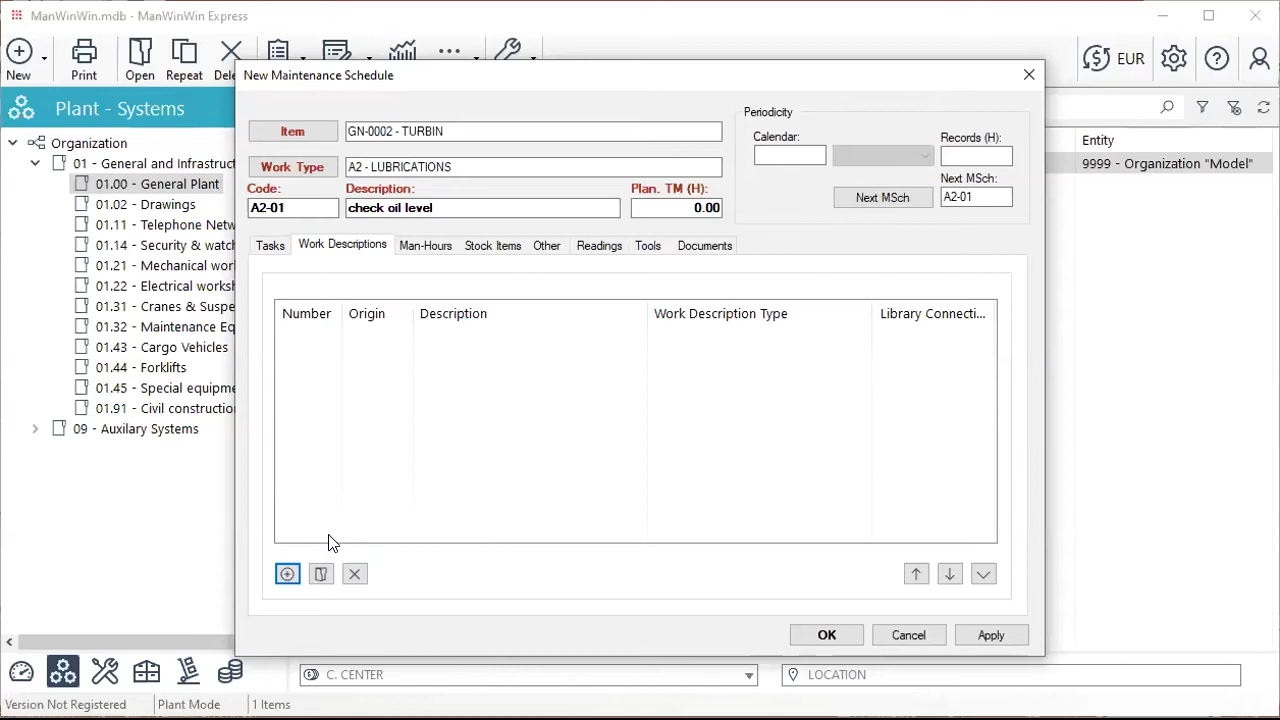 ManWinWin.mdb - ManWinWin Express
New
Print
Open
Repeat
Dele
EUR
Plant - Systems
Organization
01 - General and Infrastruct
01.00 - General Plant
01.02 - Drawings
01.11 - Telephone Netw
01.14 - Security & watch
01.21 - Mechanical work
01.22 - Electrical worksh
01.31 - Cranes & Suspe
01.32 - Maintenance Eq
01.43 - Cargo Vehicles
01.44 - Forklifts
01.45 - Special equipme
01.91 - Civil construction
09 - Auxilary Systems
Entity
9999 - Organization "Model"
New Maintenance Schedule
Item
GN-0002 - TURBIN
Work Type
A2 - LUBRICATIONS
Code:
Description:
Plan. TM (H):
A2-01
check oil level
0.00
Periodicity
Calendar:
Records (H):
Next MSch:
Next MSch
A2-01
Tasks
Work Descriptions
Man-Hours
Stock Items
Other
Readings
Tools
Documents
Number
Origin
Description
Work Description Type
Library Connecti...
OK
Cancel
Apply
C. CENTER
LOCATION
Version Not Registered
Plant Mode
1 Items